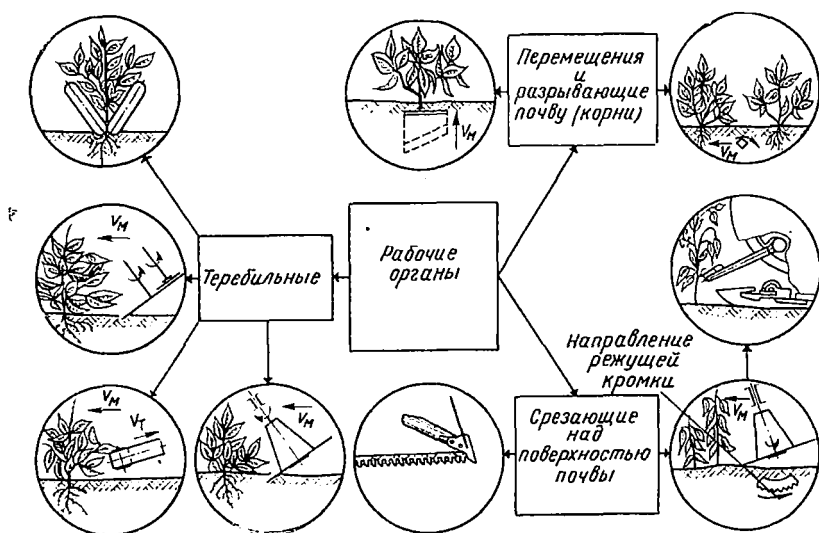 Перемещения и
разрывающие
почву (корни)
Vм
Vм
Vм
Теребильные
Рабочие
органы
Направление
режущей
кромки
Vм
Vт
Vм
Срезающие
над
поверхностью
почвы
Vм